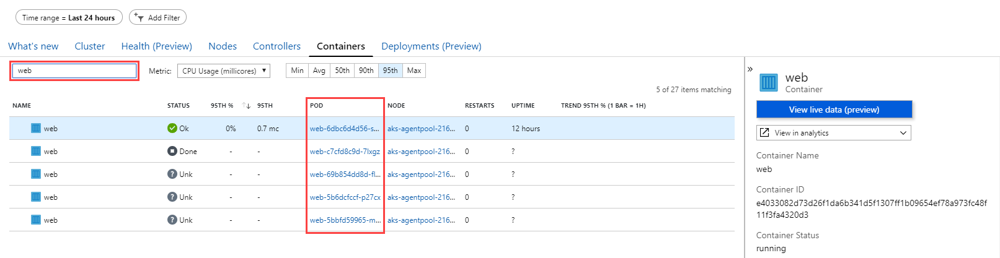 Time range = Last 24 hours Add Filter
What's new Cluster Health (Preview) Nodes Controllers Containers Deployments (Preview)
web Metric: CPU Usage (millicores) Min Avg 50th 90th 95th Max
5 of 27 items matching
NAME STATUS 95TH % 95TH POD NODE RESTARTS UPTIME TREND 95TH % (1 BAR = 1H)
web Ok 0% 0.7 mc web-6dbc6d4d56-s... aks-agentpool-216... 0 12 hours
web Done - - web-c7cfd8c9d-7lxgz aks-agentpool-216... 0 ?
web Unk - - web-69b854dd8d-fl... aks-agentpool-216... 0 ?
web Unk - - web-5b6dcfccf-p27cx aks-agentpool-216... 0 ?
web Unk - - web-5bbfd59965-m... aks-agentpool-216... 0 ?
web
Container
View live data (preview)
View in analytics
Container Name
web
Container ID
e4033082d73d26f1da6b341d5f1307ff1b09654ef78a973fc48f
11f3fa4320d3
Container Status
running